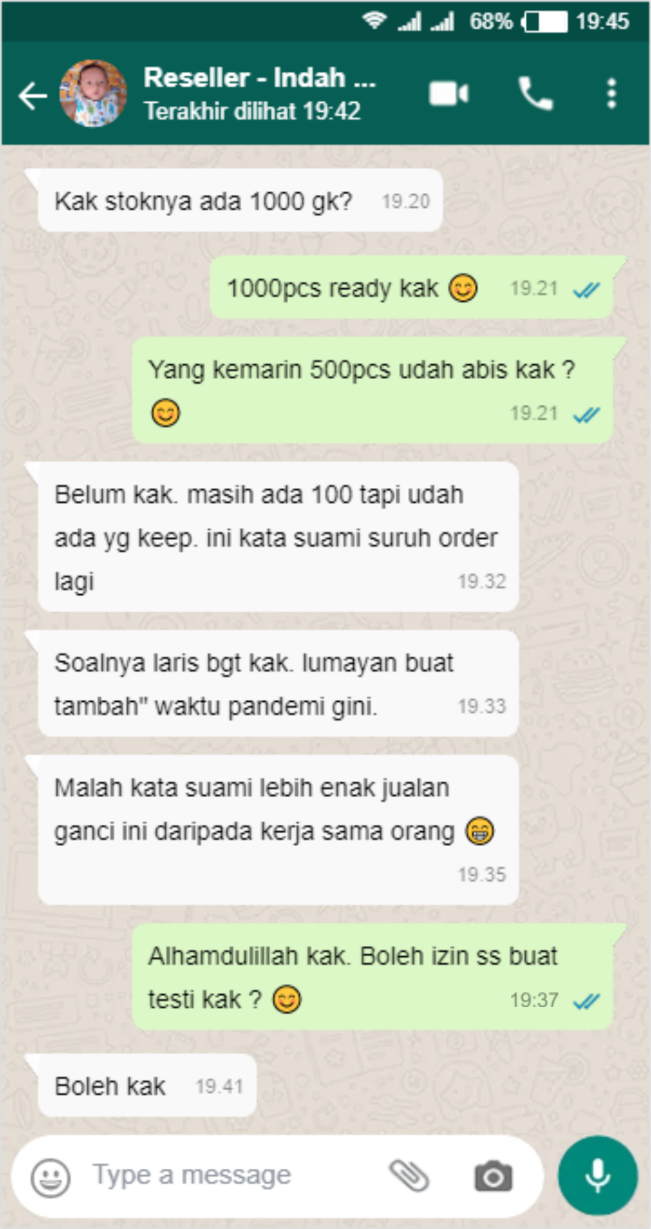 68% 19:45
Reseller - Indah ...
Terakhir dilihat 19:42
Kak stoknya ada 1000 gk? 19.20
1000pcs ready kak 😊 19.21
Yang kemarin 500pcs udah abis kak ?
😊 19.21
Belum kak. masih ada 100 tapi udah
ada yg keep. ini kata suami suruh order
lagi 19.32
Soalnya laris bgt kak. lumayan buat
tambah" waktu pandemi gini. 19.33
Malah kata suami lebih enak jualan
ganci ini daripada kerja sama orang 😁
19.35
Alhamdulillah kak. Boleh izin ss buat
testi kak ? 😊 19:37
Boleh kak 19.41
Type a message